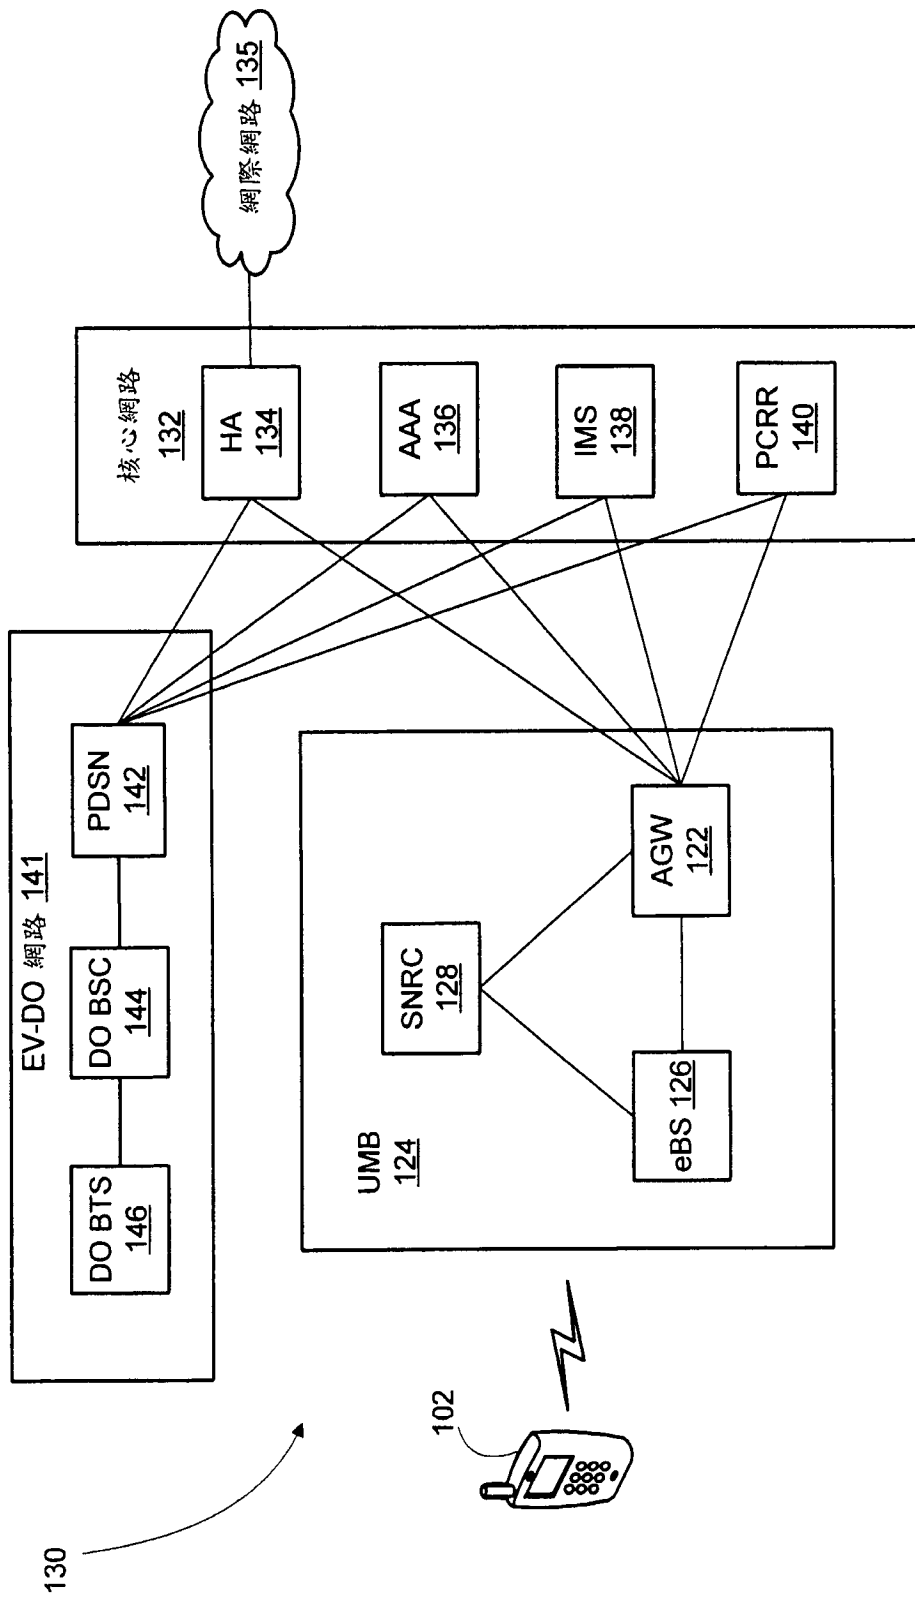 130
102
EV-DO 網路 141
DO BTS
146
DO BSC
144
PDSN
142
UMB
124
SNRC
128
eBS 126
AGW
122
核心網路
132
HA
134
AAA
136
IMS
138
PCRR
140
網際網路 135